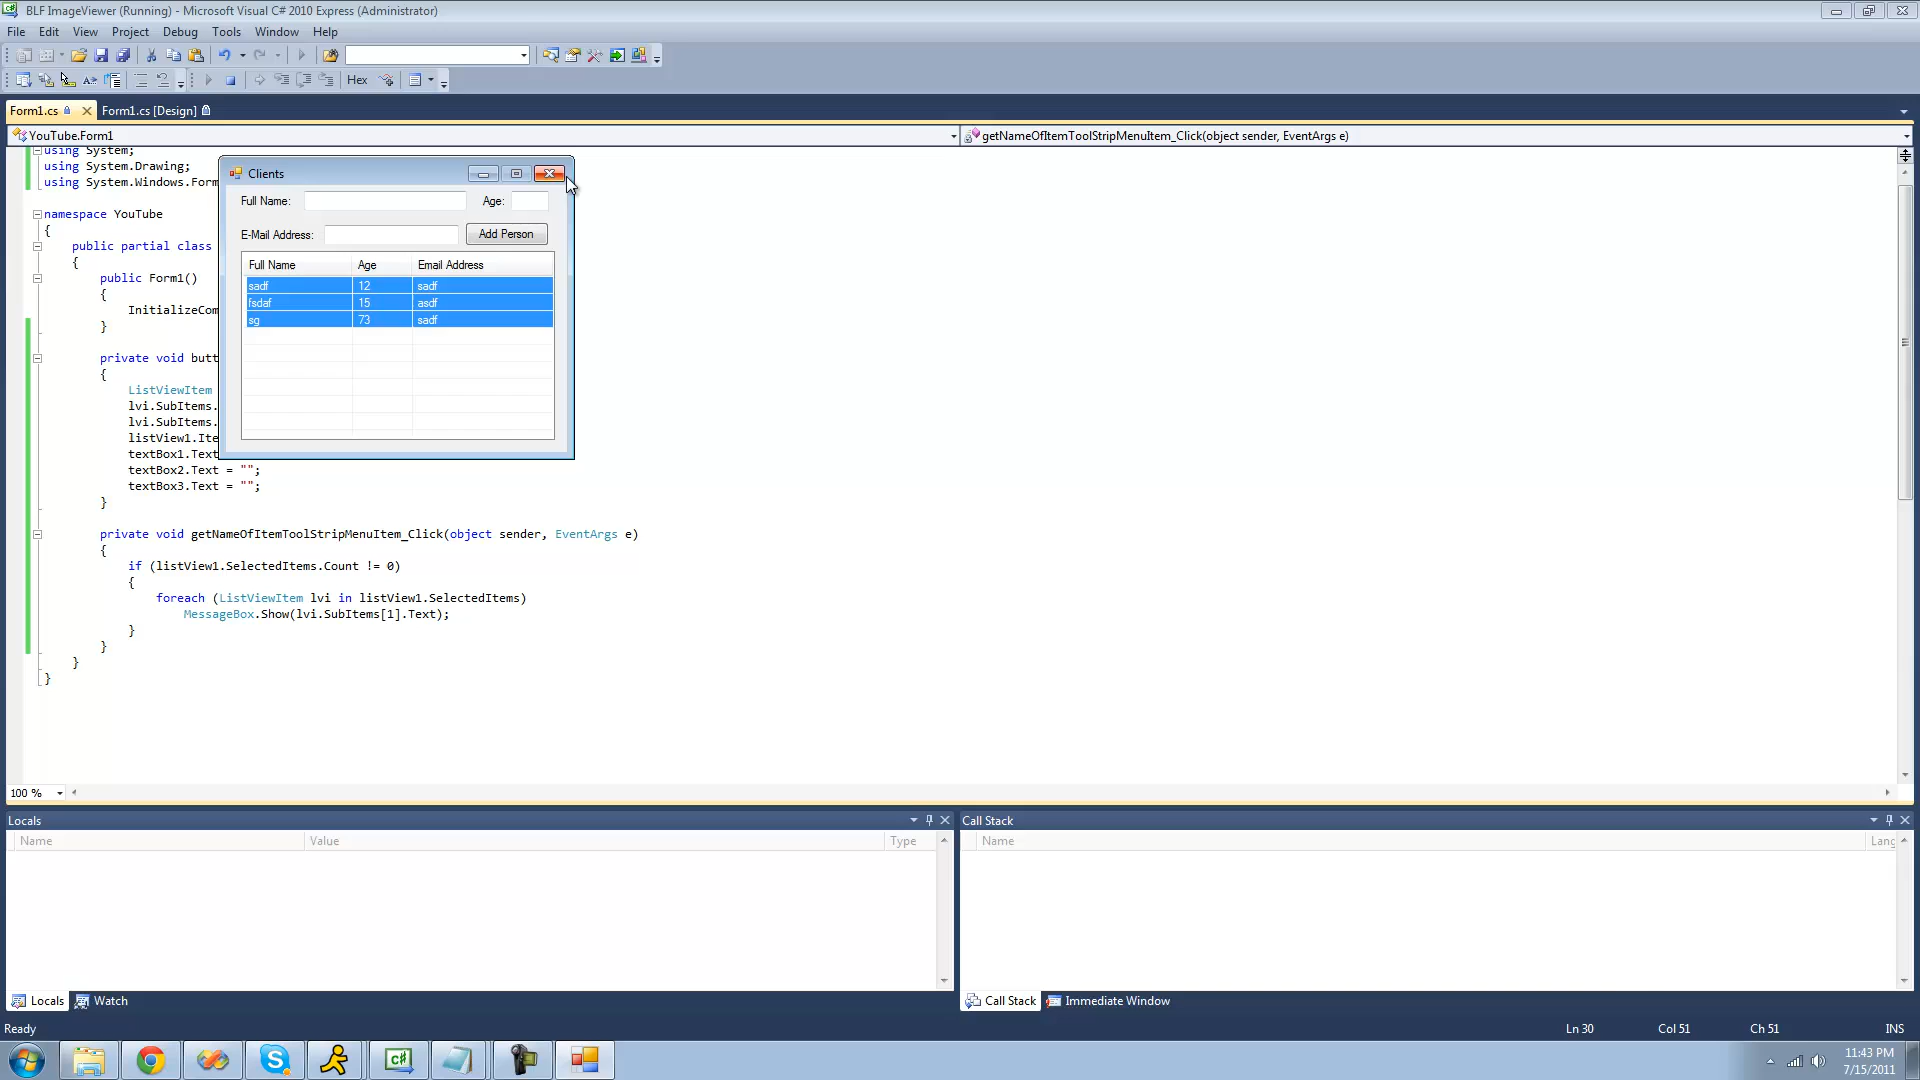 BLF ImageViewer (Running) - Microsoft Visual C# 2010 Express (Administrator)
File Edit View Project Debug Tools Window Help
Hex
Form1.cs Form1.cs [Design]
YouTube.Form1 getNameOfItemToolStripMenuItem_Click(object sender, EventArgs e)
using System;
using System.Drawing;
using System.Windows.Form
namespace YouTube
{
public partial class
{
public Form1()
{
InitializeCom
}
private void butt
{
ListViewItem
lvi.SubItems.
lvi.SubItems.
listView1.Ite
textBox1.Text
textBox2.Text = "";
textBox3.Text = "";
}
private void getNameOfItemToolStripMenuItem_Click(object sender, EventArgs e)
{
if (listView1.SelectedItems.Count != 0)
{
foreach (ListViewItem lvi in listView1.SelectedItems)
MessageBox.Show(lvi.SubItems[1].Text);
}
}
}
}
Clients
Full Name: Age:
E-Mail Address: Add Person
Full Name Age Email Address
sadf 12 sadf
fsdaf 15 asdf
sg 73 sadf
100 %
Locals
Name Value Type
Locals Watch
Call Stack
Name Lang
Call Stack Immediate Window
Ready Ln 30 Col 51 Ch 51 INS
11:43 PM
7/15/2011